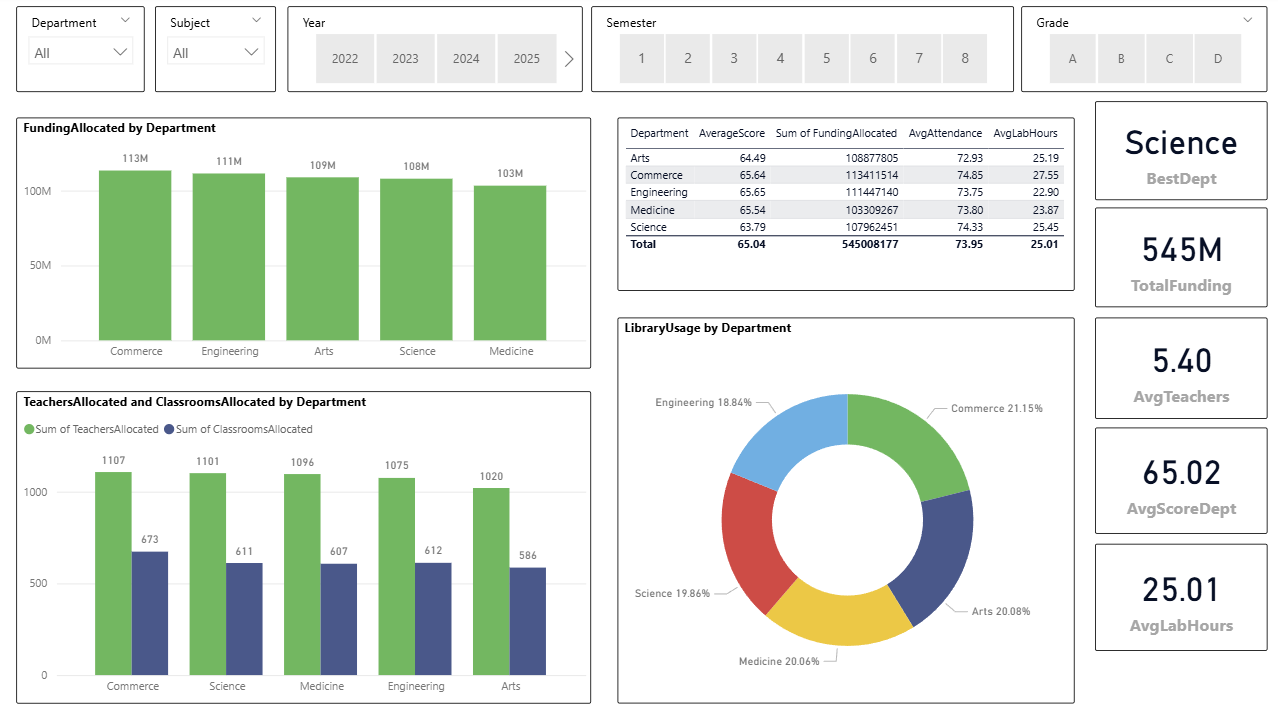 Department
All
Subject
All
Year
2022 2023 2024 2025
Semester
1 2 3 4 5 6 7 8
Grade
A B C D
FundingAllocated by Department
113M 111M 109M 108M 103M
100M
50M
0M
Commerce Engineering Arts Science Medicine
Department AverageScore Sum of FundingAllocated AvgAttendance AvgLabHours
Arts 64.49 108877805 72.93 25.19
Commerce 65.64 113411514 74.85 27.55
Engineering 65.65 111447140 73.75 22.90
Medicine 65.54 103309267 73.80 23.87
Science 63.79 107962451 74.33 25.45
Total 65.04 545008177 73.95 25.01
Science
BestDept
545M
TotalFunding
5.40
AvgTeachers
65.02
AvgScoreDept
25.01
AvgLabHours
TeachersAllocated and ClassroomsAllocated by Department
Sum of TeachersAllocated Sum of ClassroomsAllocated
1107 1101 1096 1075 1020
673 611 607 612 586
1000
500
0
Commerce Science Medicine Engineering Arts
LibraryUsage by Department
Engineering 18.84%
Commerce 21.15%
Science 19.86%
Arts 20.08%
Medicine 20.06%